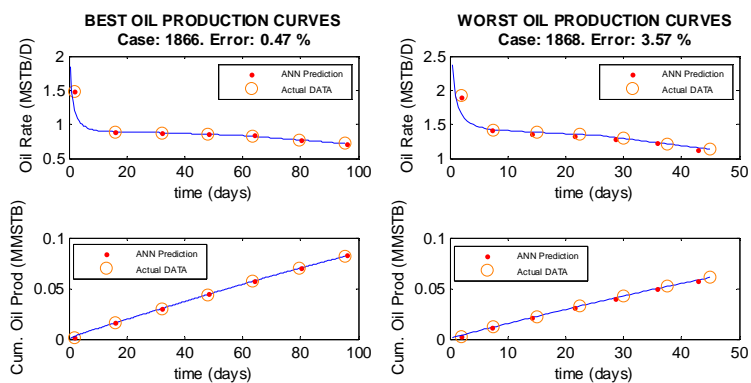 BEST OIL PRODUCTION CURVES
Case: 1866. Error: 0.47 %
2
1.5
1
0.5
0 20 40 60 80 100
Oil Rate (MSTB/D)
time (days)
ANN Prediction
Actual DATA
WORST OIL PRODUCTION CURVES
Case: 1868. Error: 3.57 %
2.5
2
1.5
1
0 10 20 30 40 50
Oil Rate (MSTB/D)
time (days)
ANN Prediction
Actual DATA
0.1
0.05
0
0 20 40 60 80 100
Cum. Oil Prod (MMSTB)
time (days)
ANN Prediction
Actual DATA
0.1
0.05
0
0 10 20 30 40 50
Cum. Oil Prod (MMSTB)
time (days)
ANN Prediction
Actual DATA